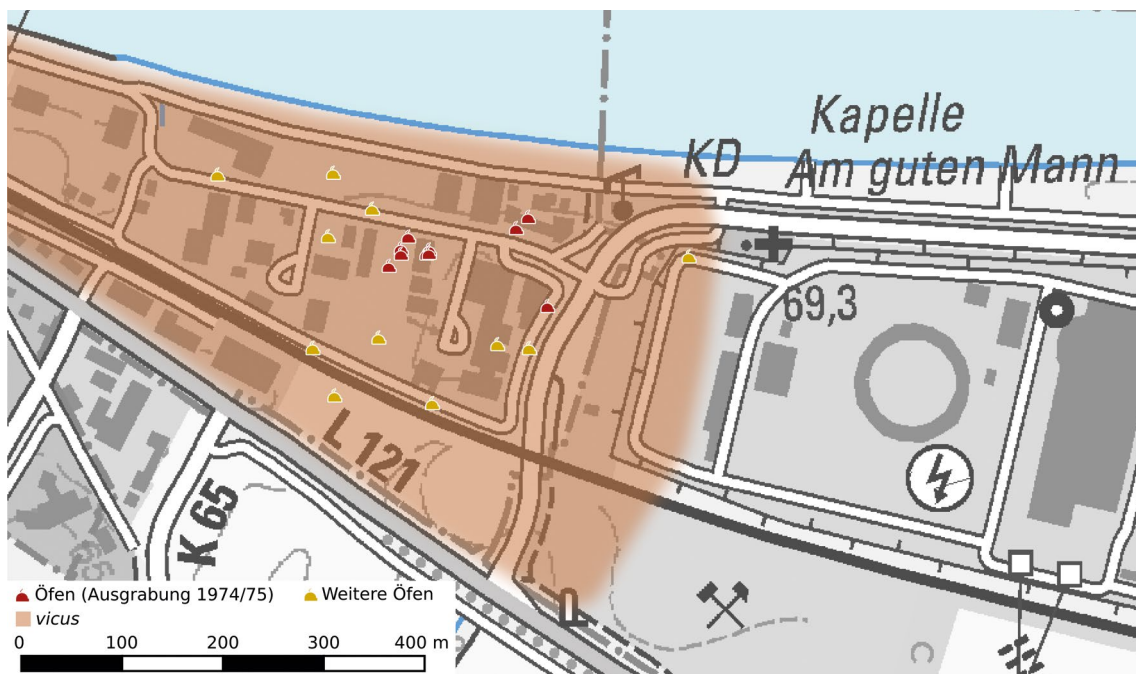 Kapelle
KD Am guten Mann
69,3
L 121
K 65
Öfen (Ausgrabung 1974/75) Weitere Öfen
vicus
0 100 200 300 400 m